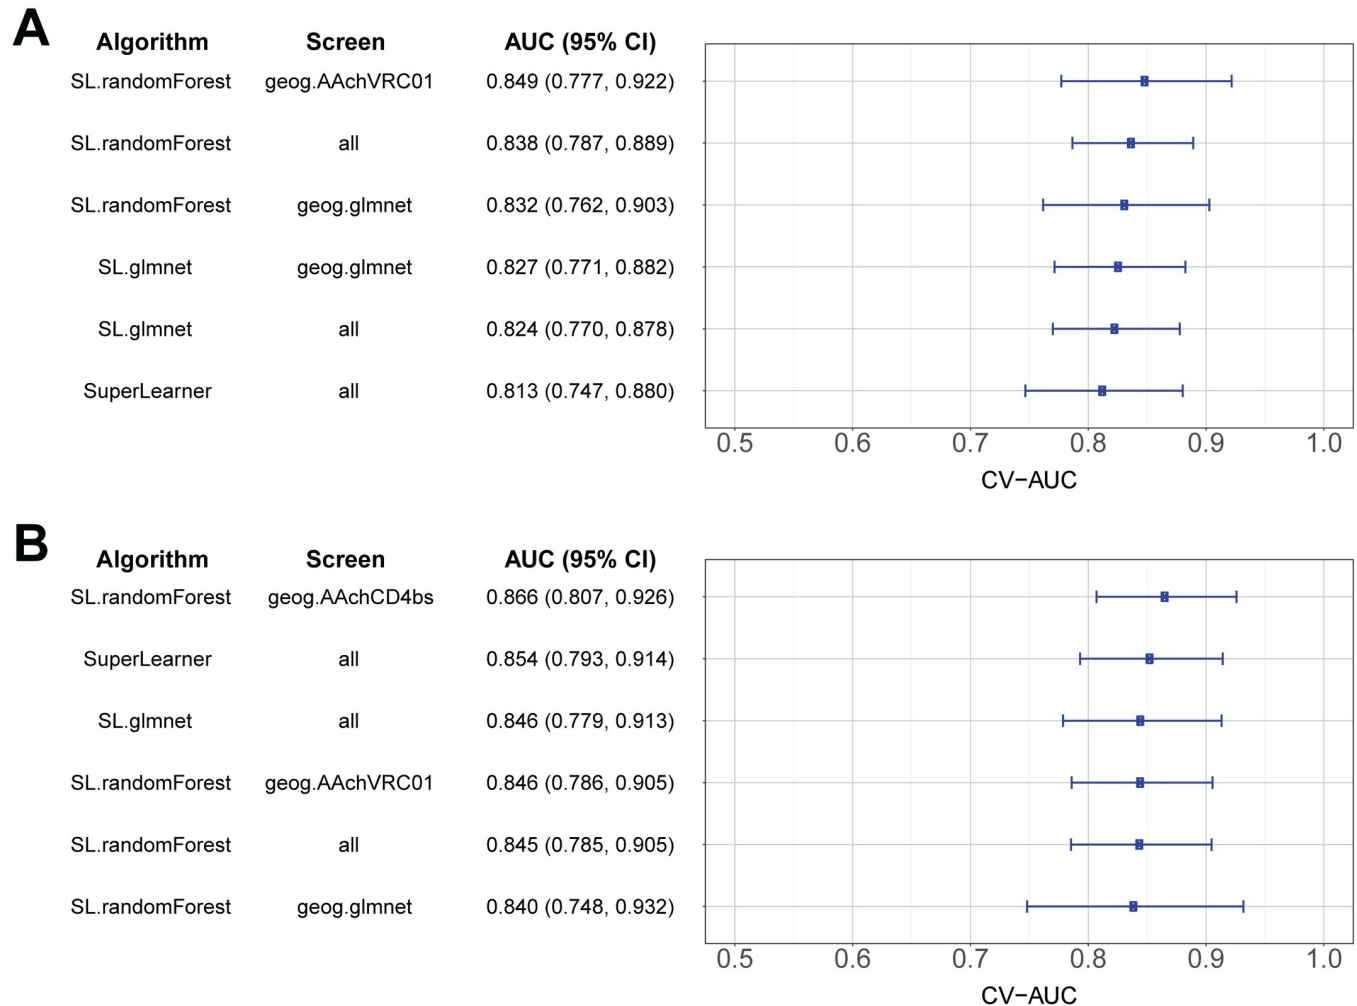 A
Algorithm Screen AUC (95% CI)
SL.randomForest geog.AAchVRC01 0.849 (0.777, 0.922)
SL.randomForest all 0.838 (0.787, 0.889)
SL.randomForest geog.glmnet 0.832 (0.762, 0.903)
SL.glmnet geog.glmnet 0.827 (0.771, 0.882)
SL.glmnet all 0.824 (0.770, 0.878)
SuperLearner all 0.813 (0.747, 0.880)
0.5 0.6 0.7 0.8 0.9 1.0
CV−AUC
B
Algorithm Screen AUC (95% CI)
SL.randomForest geog.AAchCD4bs 0.866 (0.807, 0.926)
SuperLearner all 0.854 (0.793, 0.914)
SL.glmnet all 0.846 (0.779, 0.913)
SL.randomForest geog.AAchVRC01 0.846 (0.786, 0.905)
SL.randomForest all 0.845 (0.785, 0.905)
SL.randomForest geog.glmnet 0.840 (0.748, 0.932)
0.5 0.6 0.7 0.8 0.9 1.0
CV−AUC